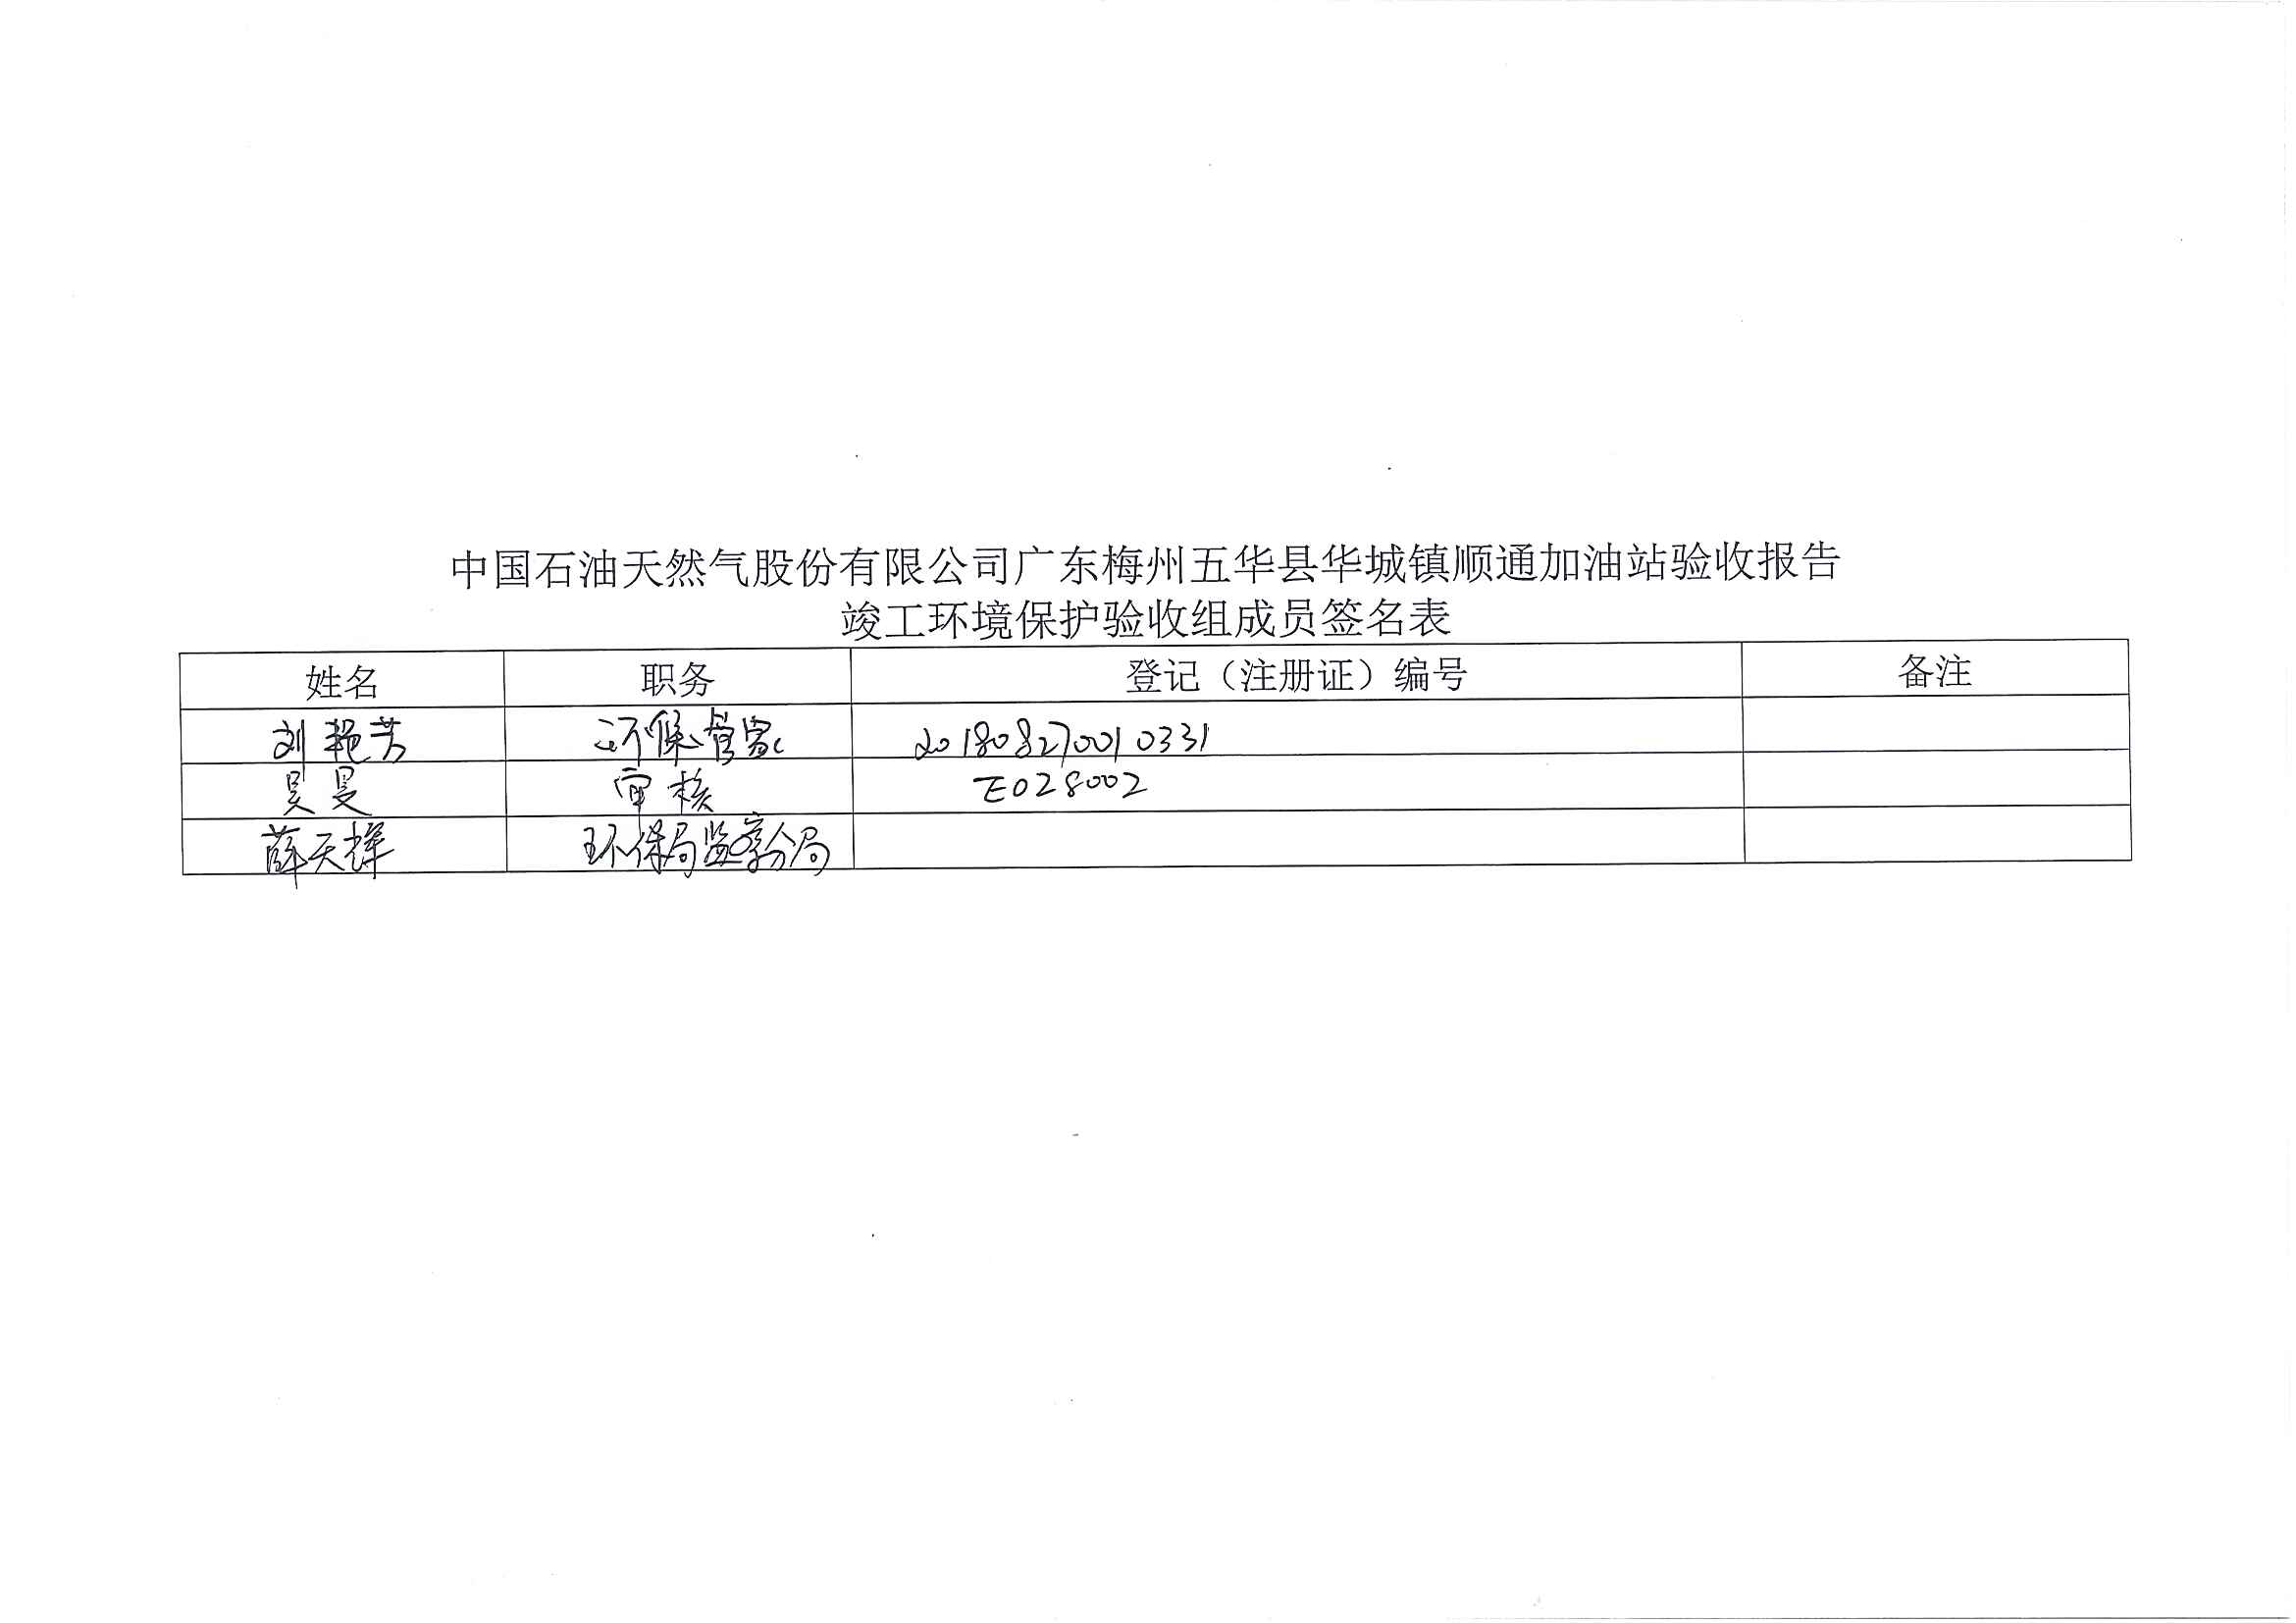 中国石油天然气股份有限公司广东梅州五华县华城镇顺通加油站验收报告
竣工环境保护验收组成员签名表
姓名 职务 登记（注册证）编号 备注
刘艳芳 环保管家 201808270010331
吴旻 审核 E028002
薛天辉 环保局监察分局